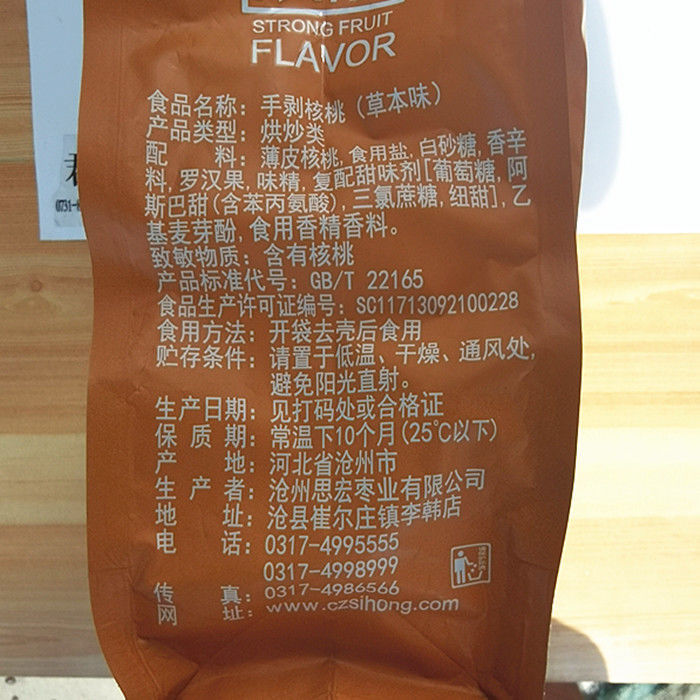 STRONG FRUIT
FLAVOR
食品名称：手剥核桃（草本味）
产品类型：烘炒类
配 料：薄皮核桃,食用盐,白砂糖,香辛
料,罗汉果,味精,复配甜味剂[葡萄糖,阿
斯巴甜(含苯丙氨酸),三氯蔗糖,纽甜],乙
基麦芽酚,食用香精香料。
致敏物质：含有核桃
产品标准代号：GB/T 22165
食品生产许可证编号：SC11713092100228
食用方法：开袋去壳后食用
贮存条件：请置于低温、干燥、通风处,
避免阳光直射。
生产日期：见打码处或合格证
保 质 期：常温下10个月(25℃以下)
产 地：河北省沧州市
生 产 者：沧州思宏枣业有限公司
地 址：沧县崔尔庄镇李韩店
电 话：0317-4995555
0317-4998999
传 真：0317-4986566
网 址：www.czsihong.com